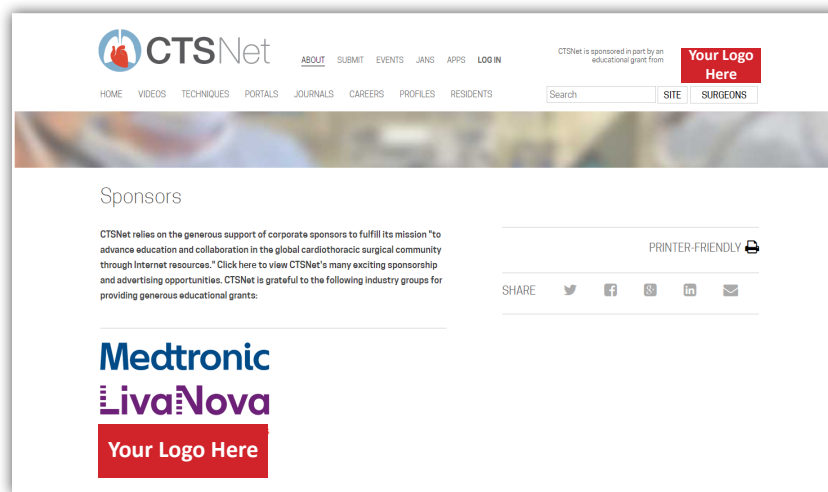 CTSNet
ABOUT SUBMIT EVENTS JANS APPS LOG IN
CTSNet is sponsored in part by an
educational grant from
Your Logo
Here
HOME VIDEOS TECHNIQUES PORTALS JOURNALS CAREERS PROFILES RESIDENTS
Search SITE SURGEONS
Sponsors
CTSNet relies on the generous support of corporate sponsors to fulfill its mission "to
advance education and collaboration in the global cardiothoracic surgical community
through Internet resources." Click here to view CTSNet's many exciting sponsorship
and advertising opportunities. CTSNet is grateful to the following industry groups for
providing generous educational grants:
PRINTER-FRIENDLY
SHARE
Medtronic
LivaNova
Your Logo Here